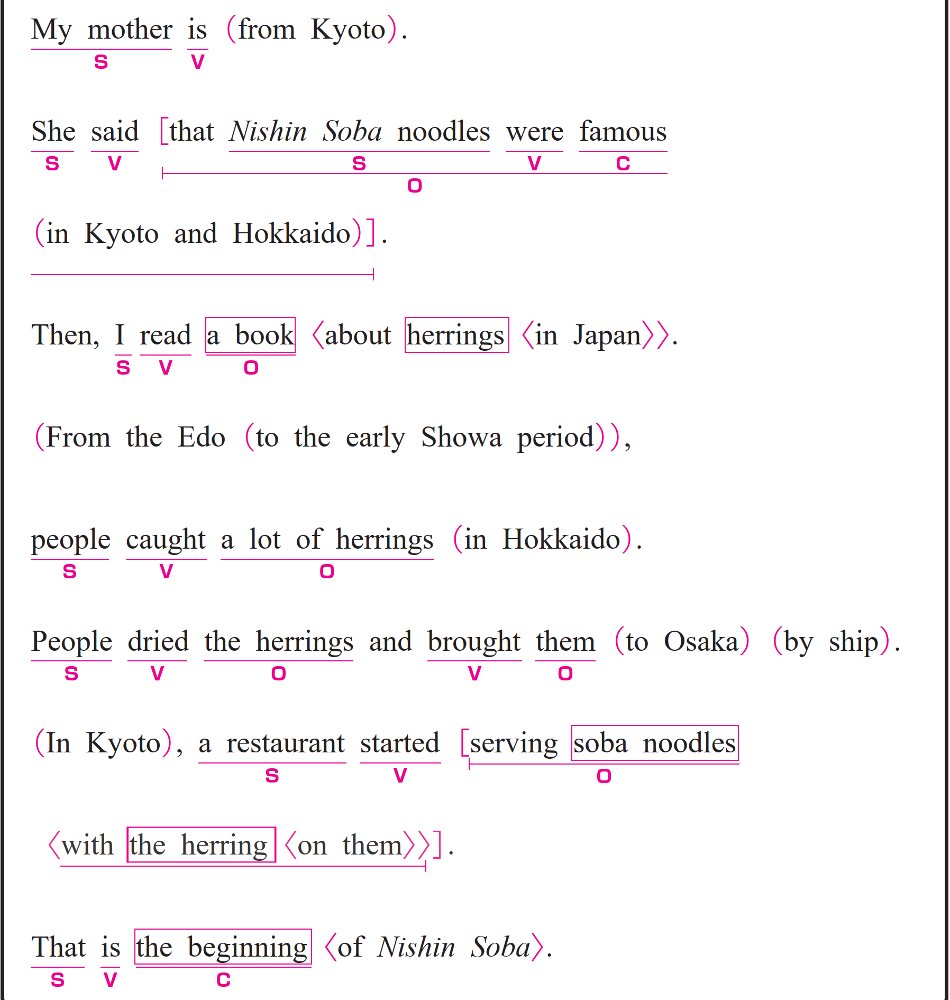 My mother is (from Kyoto).
S V
She said [that Nishin Soba noodles were famous
S V S V C
O
(in Kyoto and Hokkaido)].
Then, I read a book 〈about herrings 〈in Japan〉〉.
S V O
(From the Edo (to the early Showa period)),
people caught a lot of herrings (in Hokkaido).
S V O
People dried the herrings and brought them (to Osaka) (by ship).
S V O V O
(In Kyoto), a restaurant started [serving soba noodles
S V O
〈with the herring 〈on them〉〉].
That is the beginning 〈of Nishin Soba〉.
S V C